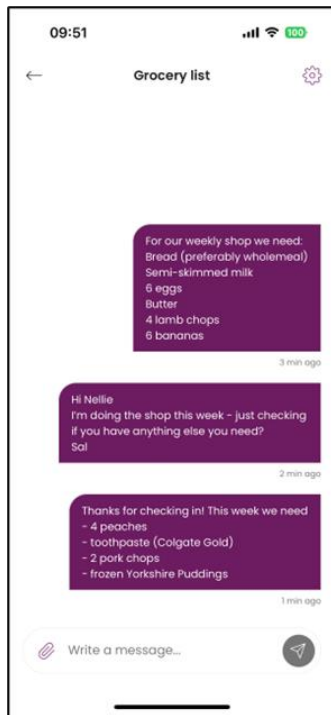 09:51
100
Grocery list
For our weekly shop we need:
Bread (preferably wholemeal)
Semi-skimmed milk
6 eggs
Butter
4 lamb chops
6 bananas
3 min ago
Hi Nellie
I'm doing the shop this week - just checking
if you have anything else you need?
Sal
2 min ago
Thanks for checking in! This week we need
- 4 peaches
- toothpaste (Colgate Gold)
- 2 pork chops
- frozen Yorkshire Puddings
1 min ago
Write a message...